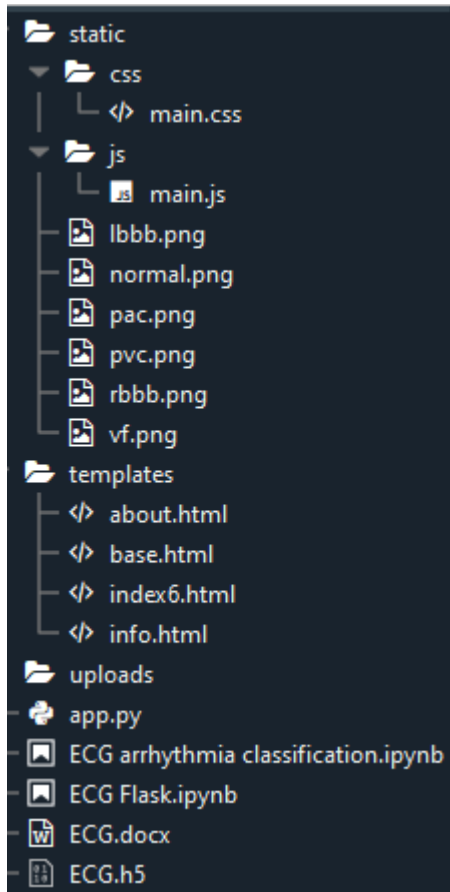 static
css
main.css
js
main.js
lbbb.png
normal.png
pac.png
pvc.png
rbbb.png
vf.png
templates
about.html
base.html
index6.html
info.html
uploads
app.py
ECG arrhythmia classification.ipynb
ECG Flask.ipynb
ECG.docx
ECG.h5